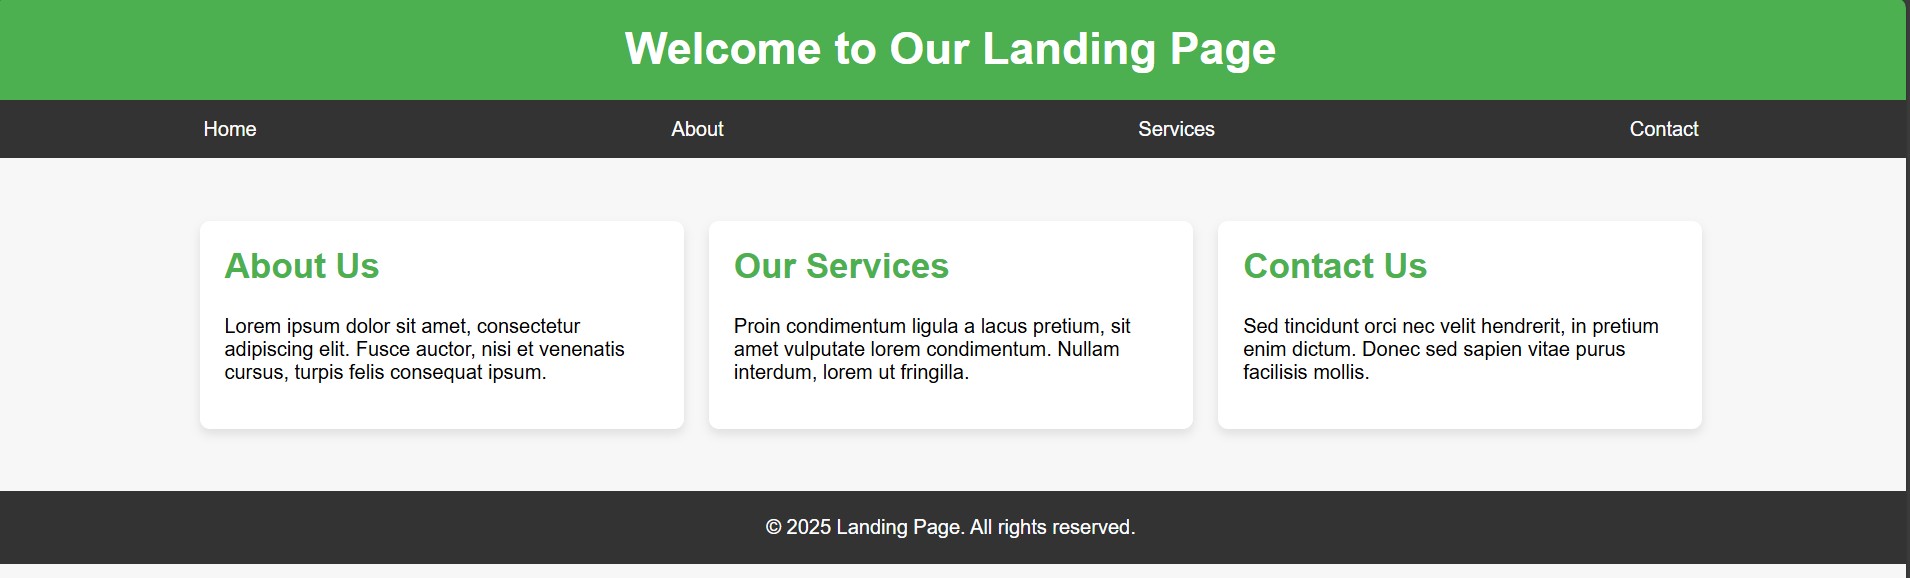 Welcome to Our Landing Page
Home About Services Contact
About Us
Lorem ipsum dolor sit amet, consectetur
adipiscing elit. Fusce auctor, nisi et venenatis
cursus, turpis felis consequat ipsum.
Our Services
Proin condimentum ligula a lacus pretium, sit
amet vulputate lorem condimentum. Nullam
interdum, lorem ut fringilla.
Contact Us
Sed tincidunt orci nec velit hendrerit, in pretium
enim dictum. Donec sed sapien vitae purus
facilisis mollis.
© 2025 Landing Page. All rights reserved.